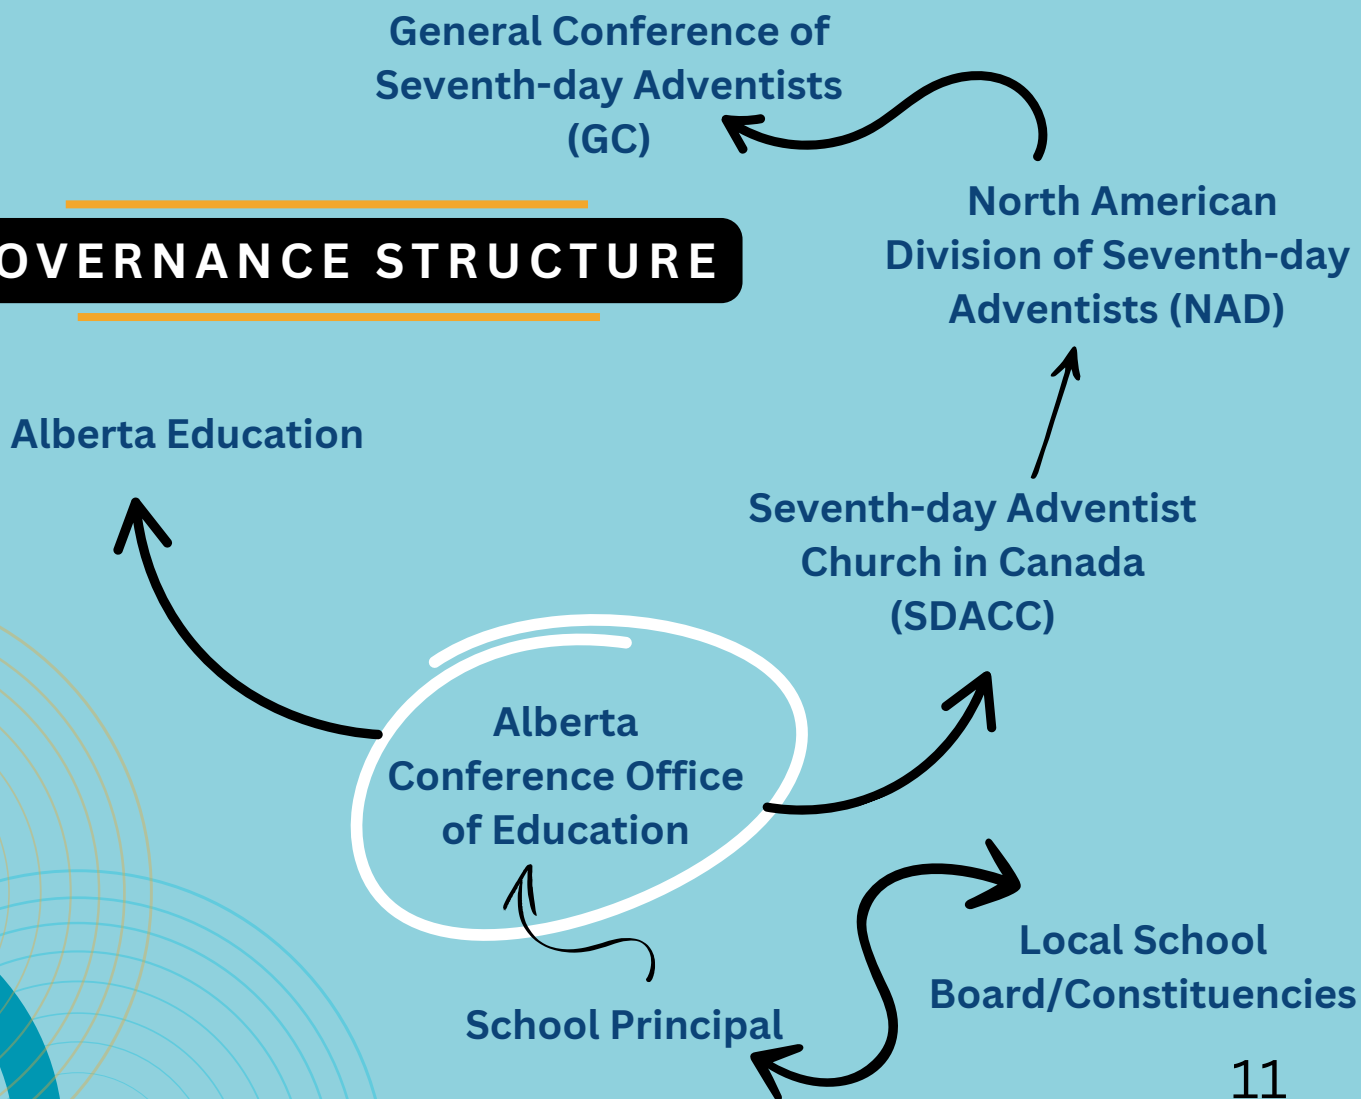 General Conference of
Seventh-day Adventists
(GC)
North American
Division of Seventh-day
Adventists (NAD)
OVERNANCE STRUCTURE
Alberta Education
Seventh-day Adventist
Church in Canada
(SDACC)
Alberta
Conference Office
of Education
Local School
Board/Constituencies
School Principal
11